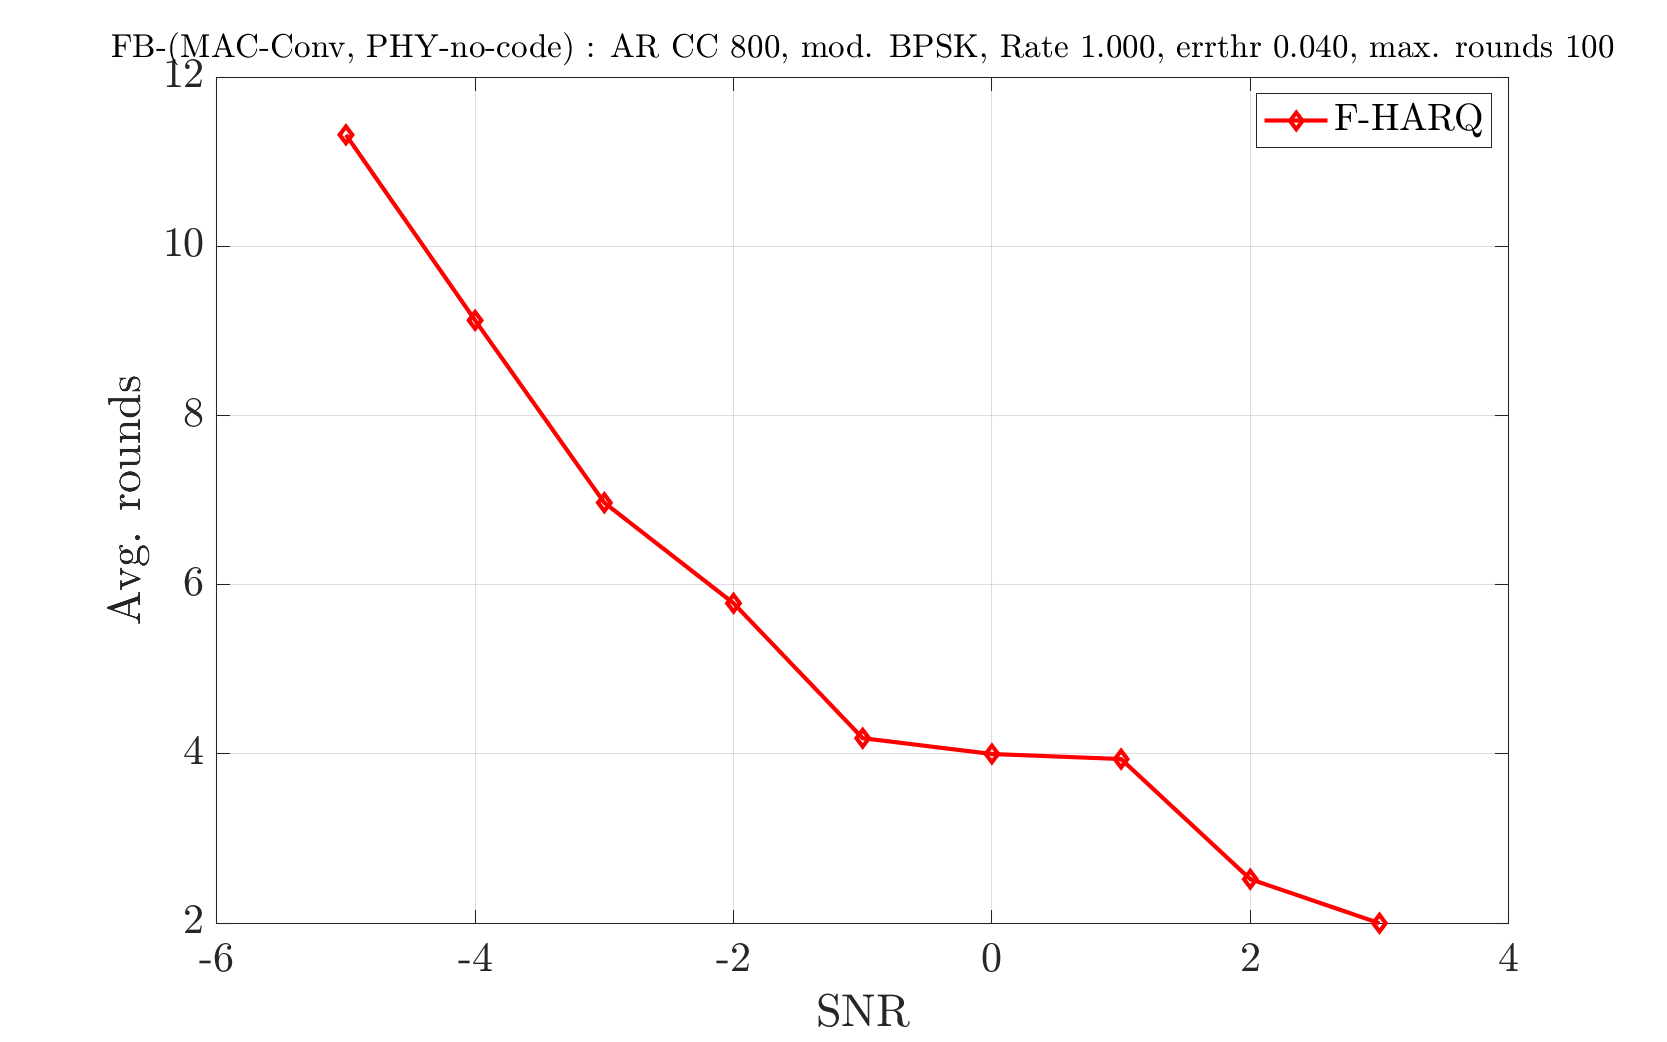 FB-(MAC-Conv, PHY-no-code) : AR CC 800, mod. BPSK, Rate 1.000, errthr 0.040, max. rounds 100
12
F-HARQ
10
8
Avg. rounds
6
4
2
-6 -4 -2 0 2 4
SNR